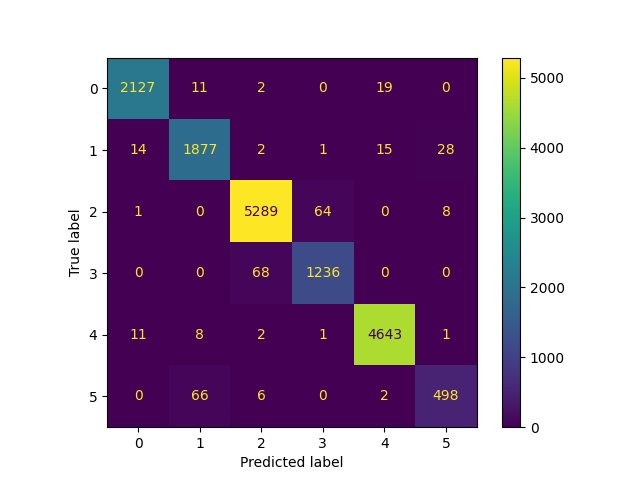 0 2127 11 2 0 19 0 5000
1 14 1877 2 1 15 28 4000
2 1 0 5289 64 0 8 3000
3 0 0 68 1236 0 0 2000
4 11 8 2 1 4643 1 1000
5 0 66 6 0 2 498 0
True label
0 1 2 3 4 5
Predicted label